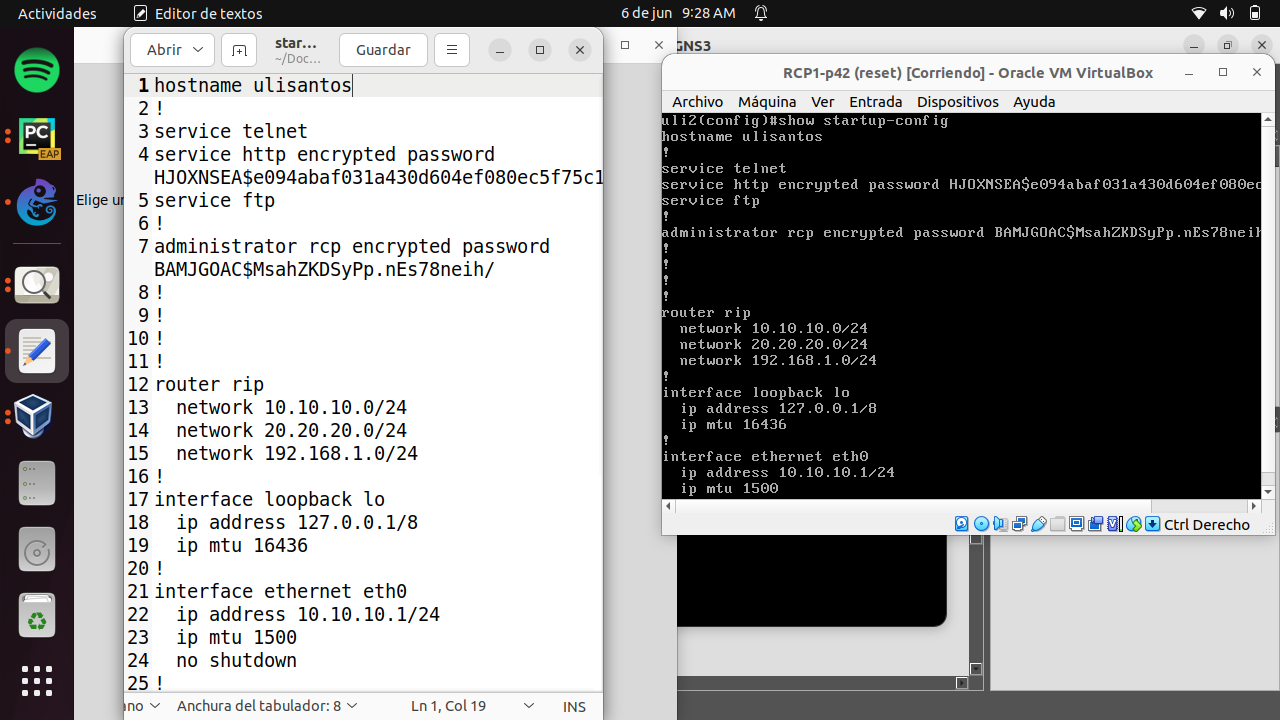 Actividades
Editor de textos
6 de jun 9:28 AM
Abrir
star…
~/Doc…
Guardar
1 hostname ulisantos
2 !
3 service telnet
4 service http encrypted password
HJOXNSEA$e094abaf031a430d604ef080ec5f75c1
5 service ftp
6 !
7 administrator rcp encrypted password
BAMJGOAC$MsahZKDSyPp.nEs78neih/
8 !
9 !
10 !
11 !
12 router rip
13 network 10.10.10.0/24
14 network 20.20.20.0/24
15 network 192.168.1.0/24
16 !
17 interface loopback lo
18 ip address 127.0.0.1/8
19 ip mtu 16436
20 !
21 interface ethernet eth0
22 ip address 10.10.10.1/24
23 ip mtu 1500
24 no shutdown
25 !
ano
Anchura del tabulador: 8
Ln 1, Col 19
INS
PC
EAP
Elige un
GNS3
RCP1-p42 (reset) [Corriendo] - Oracle VM VirtualBox
Archivo Máquina Ver Entrada Dispositivos Ayuda
uli2(config)#show startup-config
hostname ulisantos
!
service telnet
service http encrypted password HJOXNSEA$e094abaf031a430d604ef080ec
service ftp
!
administrator rcp encrypted password BAMJGOAC$MsahZKDSyPp.nEs78neih
!
!
!
!
router rip
network 10.10.10.0/24
network 20.20.20.0/24
network 192.168.1.0/24
!
interface loopback lo
ip address 127.0.0.1/8
ip mtu 16436
!
interface ethernet eth0
ip address 10.10.10.1/24
ip mtu 1500
Ctrl Derecho